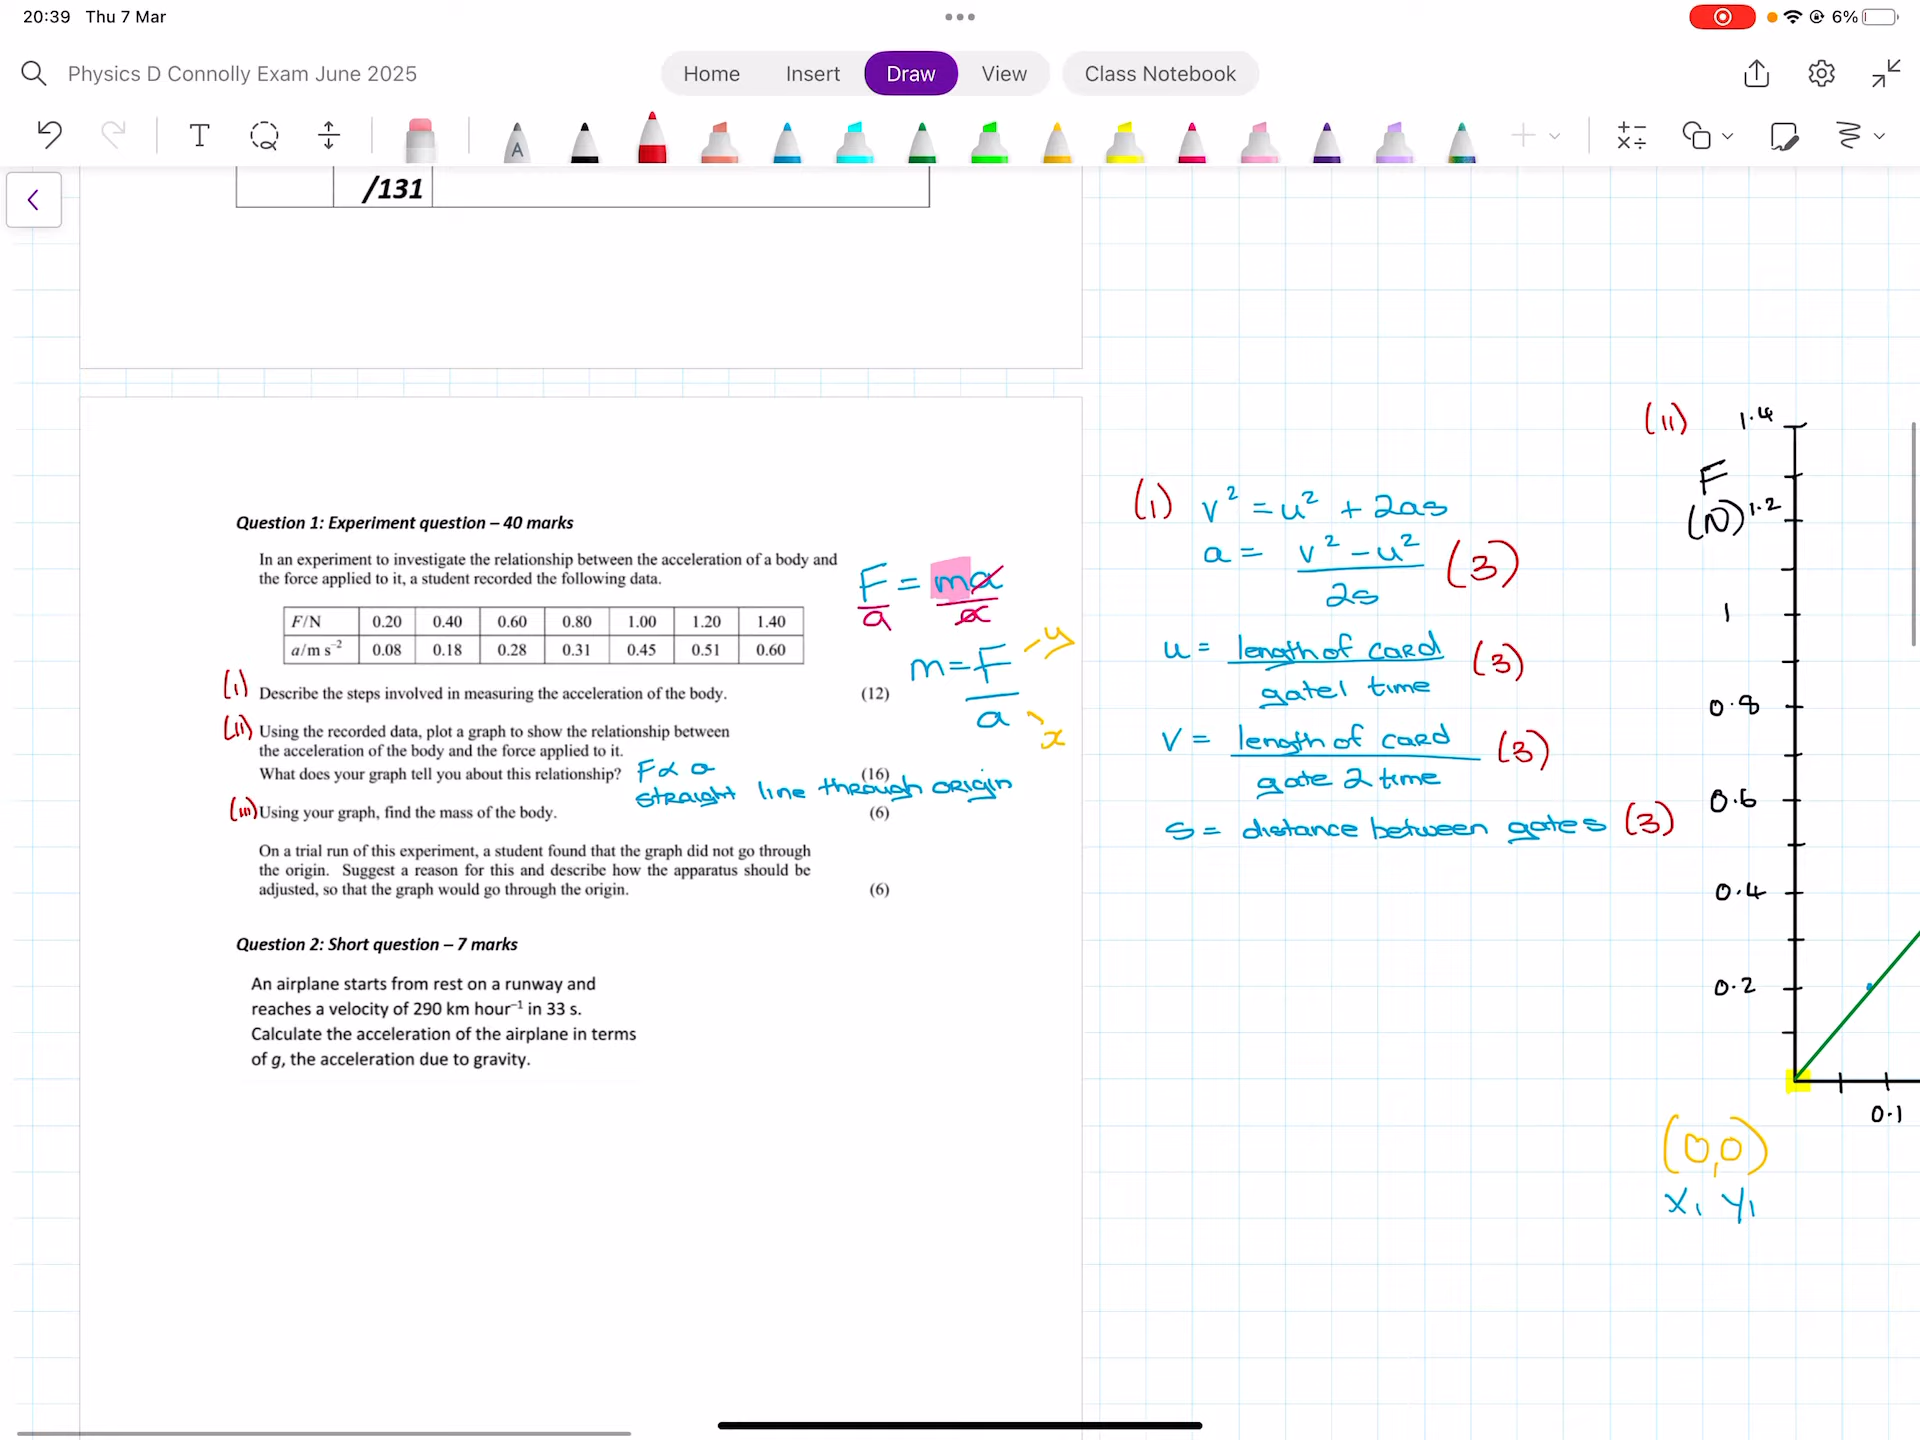 20:39 Thu 7 Mar
6%
Physics D Connolly Exam June 2025
Home Insert Draw View Class Notebook
T
A
/131
Question 1: Experiment question – 40 marks
In an experiment to investigate the relationship between the acceleration of a body and
the force applied to it, a student recorded the following data.
F/N 0.20 0.40 0.60 0.80 1.00 1.20 1.40
a/m s⁻² 0.08 0.18 0.28 0.31 0.45 0.51 0.60
(i) Describe the steps involved in measuring the acceleration of the body. (12)
(ii) Using the recorded data, plot a graph to show the relationship between
the acceleration of the body and the force applied to it.
What does your graph tell you about this relationship? (16)
F∝ a
straight line through origin
(iii) Using your graph, find the mass of the body. (6)
On a trial run of this experiment, a student found that the graph did not go through
the origin. Suggest a reason for this and describe how the apparatus should be
adjusted, so that the graph would go through the origin. (6)
Question 2: Short question – 7 marks
An airplane starts from rest on a runway and
reaches a velocity of 290 km hour⁻¹ in 33 s.
Calculate the acceleration of the airplane in terms
of g, the acceleration due to gravity.
F = ma
a a
m = F y
a x
(i) v² = u² + 2as
a = v² – u² (3)
2s
u = length of card (3)
gate 1 time
v = length of card (3)
gate 2 time
s = distance between gates (3)
(ii) 1.4
F
(N) 1.2
1
0.8
0.6
0.4
0.2
0.1
(0,0)
x₁ y₁